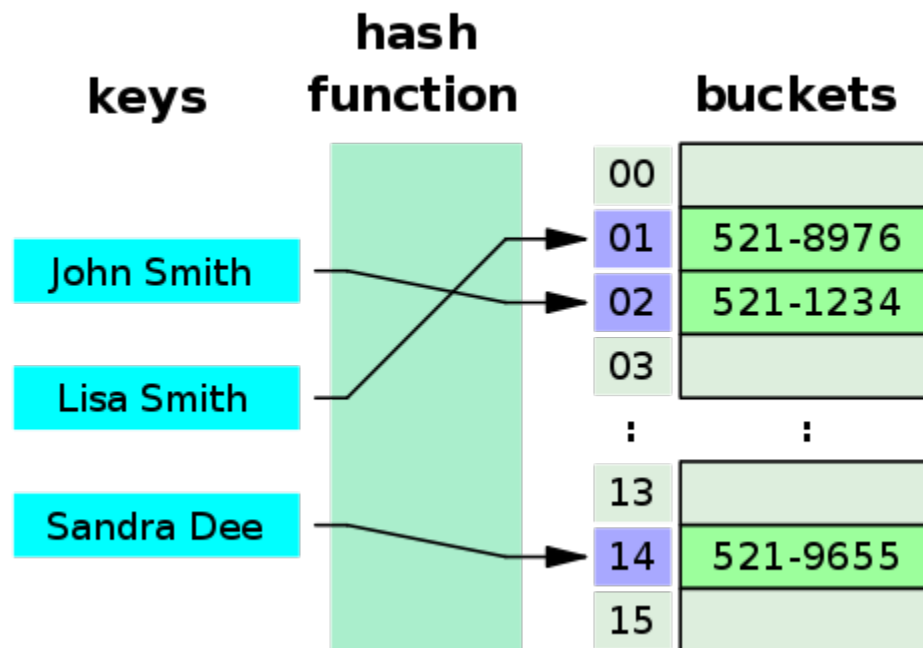 hash
function
keys
buckets
John Smith
Lisa Smith
Sandra Dee
00
01 521-8976
02 521-1234
03
: :
13
14 521-9655
15